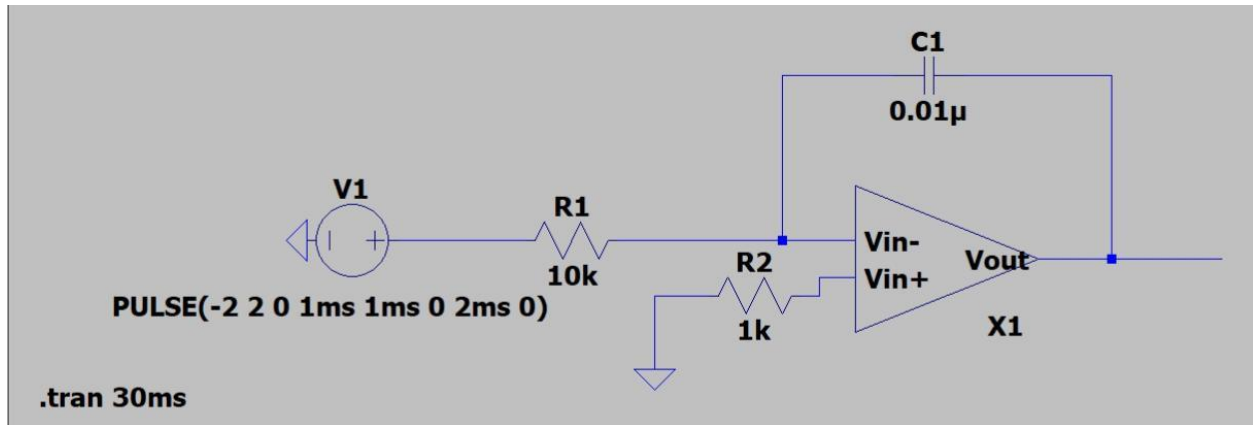 C1
0.01µ
V1
R1
10k
PULSE(-2 2 0 1ms 1ms 0 2ms 0)
R2
1k
Vin-
Vin+
Vout
X1
.tran 30ms